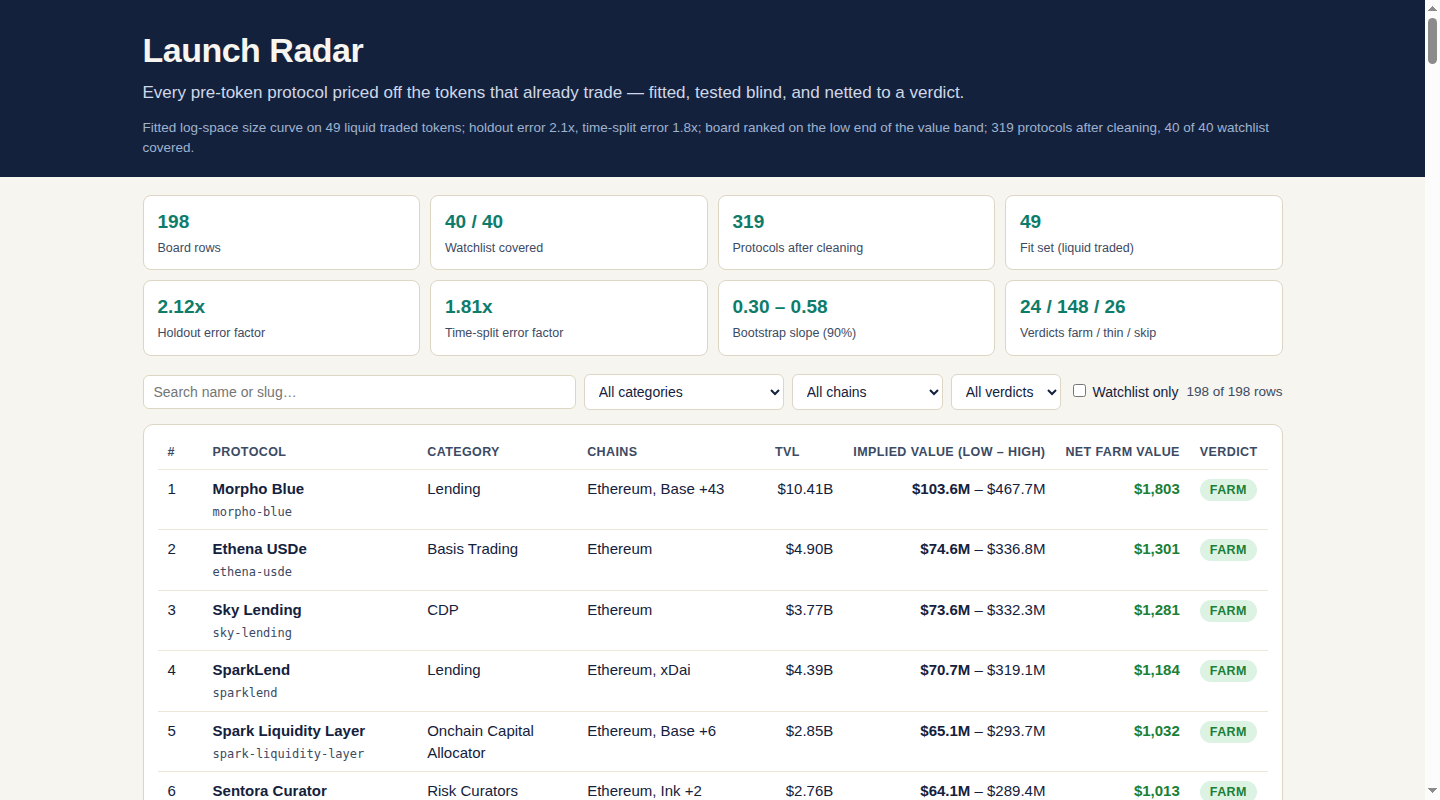 Launch Radar
Every pre-token protocol priced off the tokens that already trade — fitted, tested blind, and netted to a verdict.
Fitted log-space size curve on 49 liquid traded tokens; holdout error 2.1x, time-split error 1.8x; board ranked on the low end of the value band; 319 protocols after cleaning, 40 of 40 watchlist
covered.
198
Board rows
40 / 40
Watchlist covered
319
Protocols after cleaning
49
Fit set (liquid traded)
2.12x
Holdout error factor
1.81x
Time-split error factor
0.30 – 0.58
Bootstrap slope (90%)
24 / 148 / 26
Verdicts farm / thin / skip
Search name or slug… All categories All chains All verdicts Watchlist only 198 of 198 rows
# PROTOCOL CATEGORY CHAINS TVL IMPLIED VALUE (LOW – HIGH) NET FARM VALUE VERDICT
1 Morpho Blue Lending Ethereum, Base +43 $10.41B $103.6M – $467.7M $1,803 FARM
morpho-blue
2 Ethena USDe Basis Trading Ethereum $4.90B $74.6M – $336.8M $1,301 FARM
ethena-usde
3 Sky Lending CDP Ethereum $3.77B $73.6M – $332.3M $1,281 FARM
sky-lending
4 SparkLend Lending Ethereum, xDai $4.39B $70.7M – $319.1M $1,184 FARM
sparklend
5 Spark Liquidity Layer Onchain Capital Ethereum, Base +6 $2.85B $65.1M – $293.7M $1,032 FARM
spark-liquidity-layer Allocator
6 Sentora Curator Risk Curators Ethereum, Ink +2 $2.76B $64.1M – $289.4M $1,013 FARM